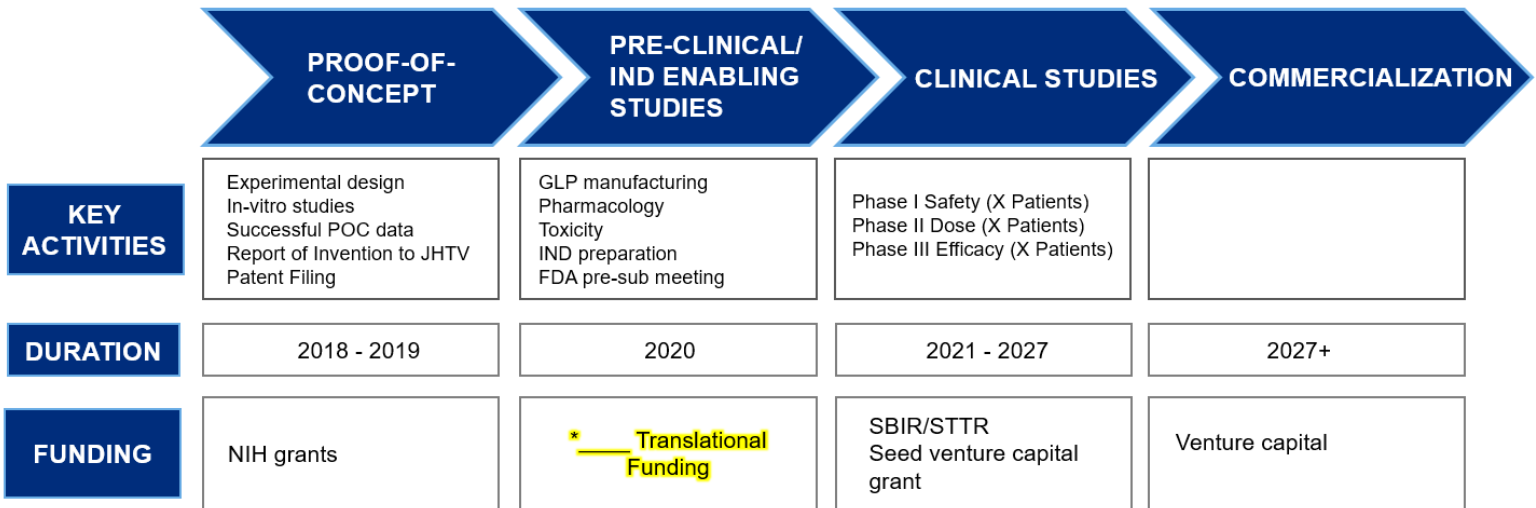 PROOF-OF-
CONCEPT
PRE-CLINICAL/
IND ENABLING
STUDIES
CLINICAL STUDIES
COMMERCIALIZATION
KEY
ACTIVITIES
Experimental design
In-vitro studies
Successful POC data
Report of Invention to JHTV
Patent Filing
GLP manufacturing
Pharmacology
Toxicity
IND preparation
FDA pre-sub meeting
Phase I Safety (X Patients)
Phase II Dose (X Patients)
Phase III Efficacy (X Patients)
DURATION
2018 - 2019
2020
2021 - 2027
2027+
FUNDING
NIH grants
*____ Translational
Funding
SBIR/STTR
Seed venture capital
grant
Venture capital